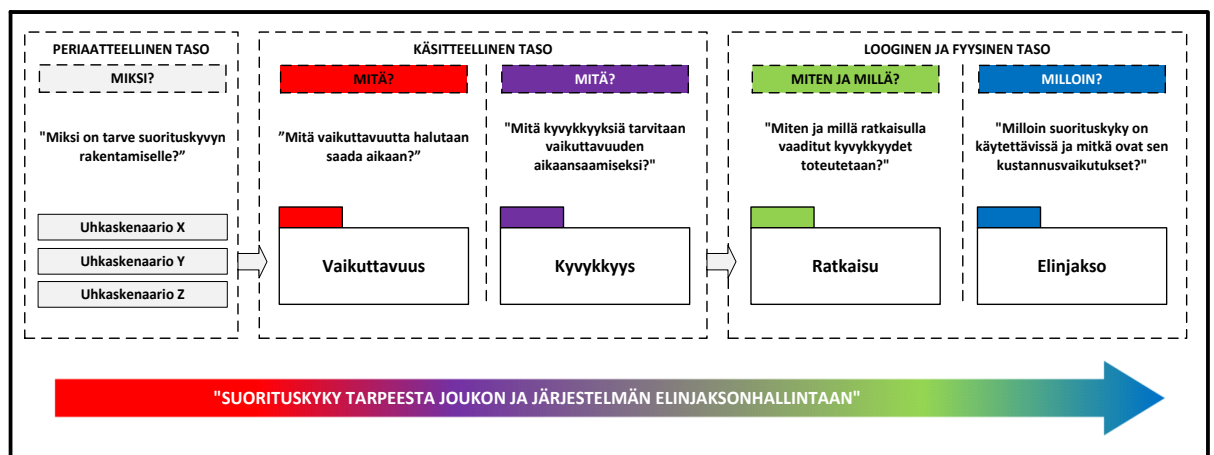 PERIAATTEELLINEN TASO
MIKSI?
"Miksi on tarve suorituskyvyn
rakentamiselle?”
Uhkaskenaario X
Uhkaskenaario Y
Uhkaskenaario Z
KÄSITTEELLINEN TASO
MITÄ?
”Mitä vaikuttavuutta halutaan
saada aikaan?”
Vaikuttavuus
MITÄ?
"Mitä kyvykkyyksiä tarvitaan
vaikuttavuuden
aikaansaamiseksi?"
Kyvykkyys
LOOGINEN JA FYYSINEN TASO
MITEN JA MILLÄ?
"Miten ja millä ratkaisulla
vaaditut kyvykkyydet
toteutetaan?"
Ratkaisu
MILLOIN?
"Milloin suorituskyky on
käytettävissä ja mitkä ovat sen
kustannusvaikutukset?"
Elinjakso
"SUORITUSKYKY TARPEESTA JOUKON JA JÄRJESTELMÄN ELINJAKSONHALLINTAAN"